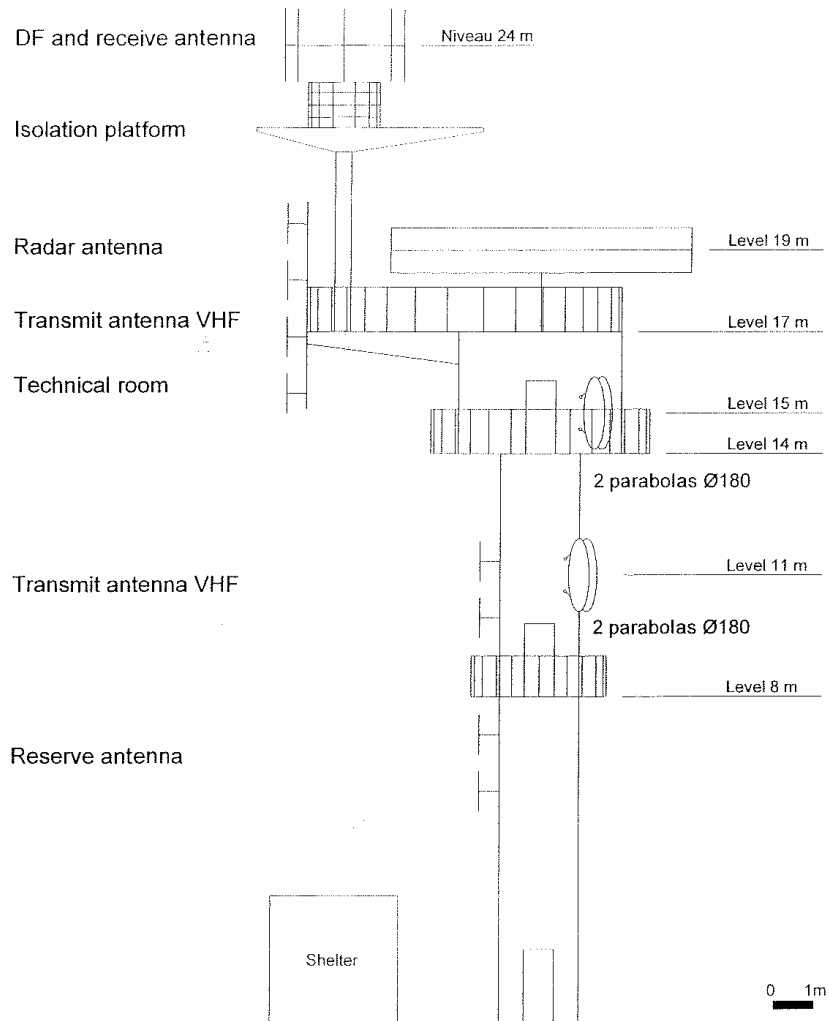 DF and receive antenna
Niveau 24 m
Isolation platform
Radar antenna
Level 19 m
Transmit antenna VHF
Level 17 m
Technical room
Level 15 m
Level 14 m
2 parabolas Ø180
Level 11 m
Transmit antenna VHF
2 parabolas Ø180
Level 8 m
Reserve antenna
Shelter
0 1m